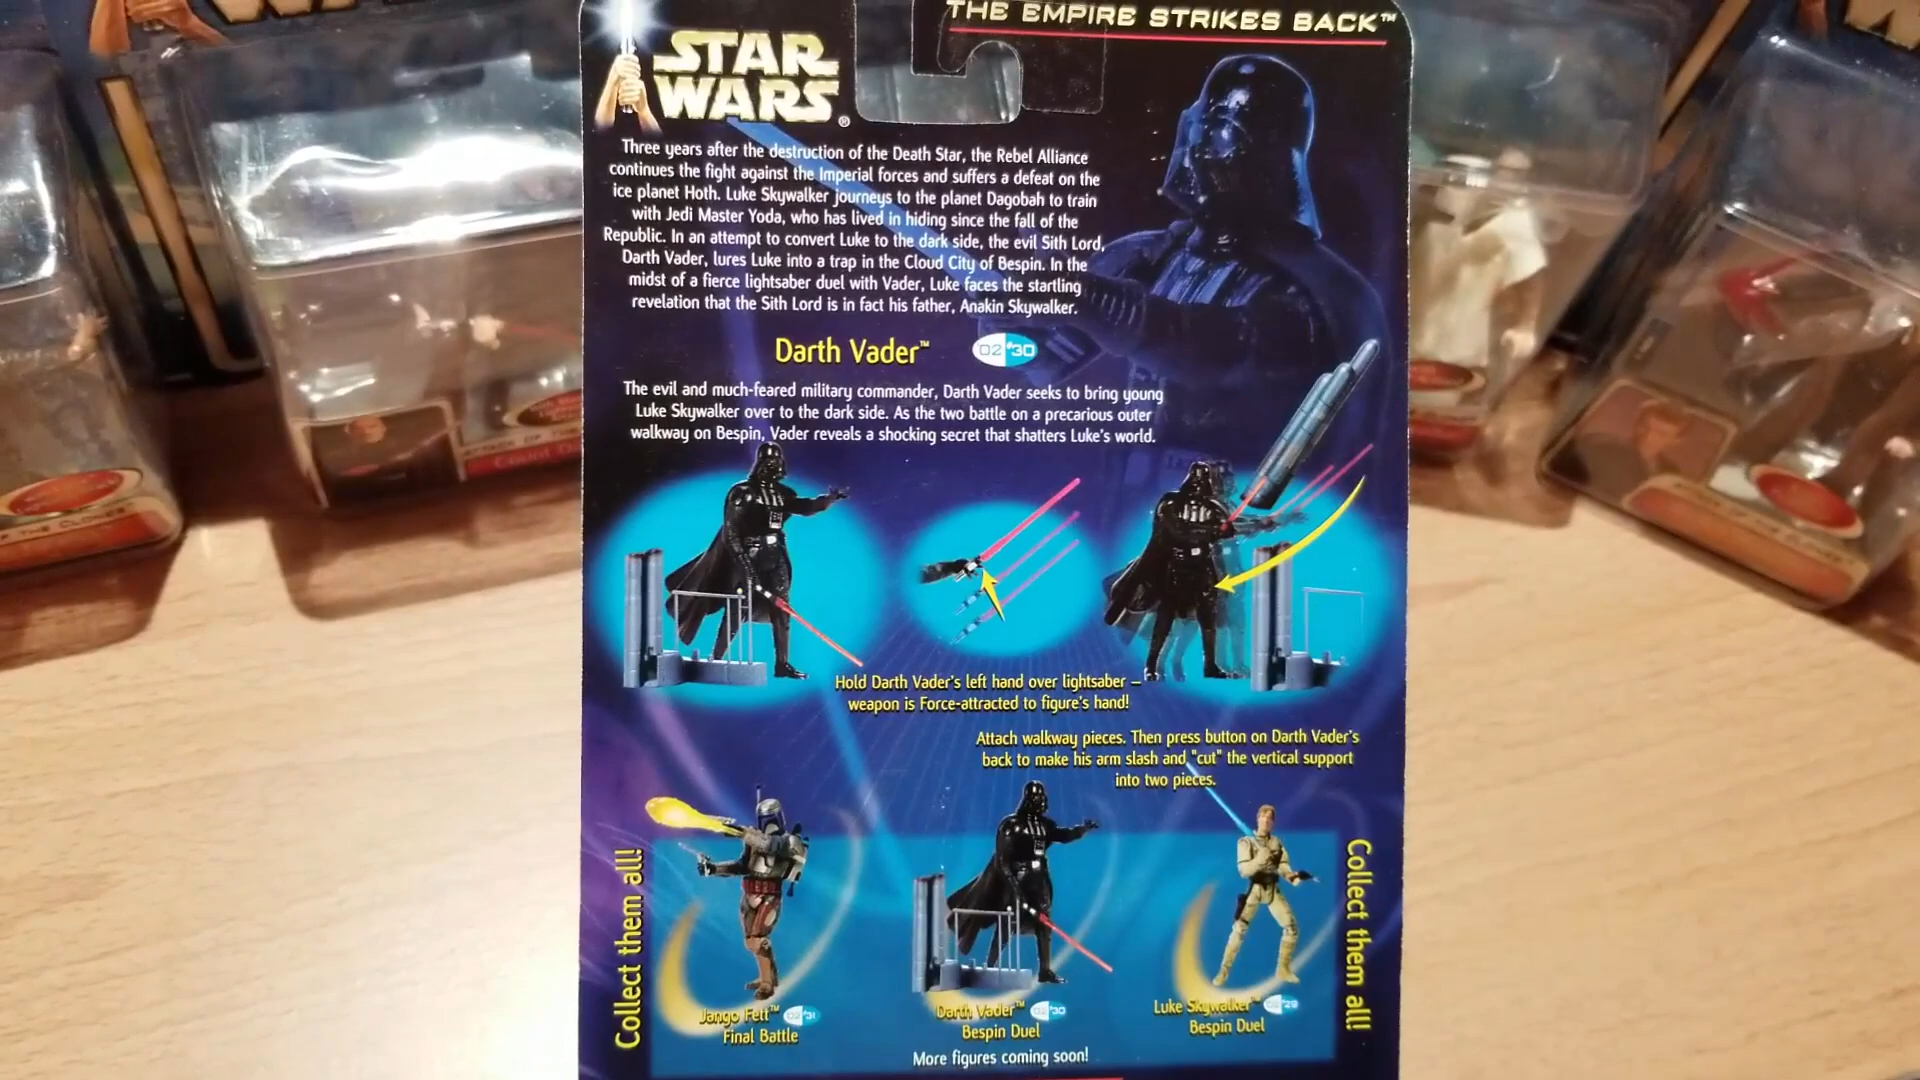 THE EMPIRE STRIKES BACK™
STAR
WARS®
Three years after the destruction of the Death Star, the Rebel Alliance
continues the fight against the Imperial forces and suffers a defeat on the
ice planet Hoth. Luke Skywalker journeys to the planet Dagobah to train
with Jedi Master Yoda, who has lived in hiding since the fall of the
Republic. In an attempt to convert Luke to the dark side, the evil Sith Lord,
Darth Vader, lures Luke into a trap in the Cloud City of Bespin. In the
midst of a fierce lightsaber duel with Vader, Luke faces the startling
revelation that the Sith Lord is in fact his father, Anakin Skywalker.
Darth Vader™ 02 #30
The evil and much-feared military commander, Darth Vader seeks to bring young
Luke Skywalker over to the dark side. As the two battle on a precarious outer
walkway on Bespin, Vader reveals a shocking secret that shatters Luke's world.
Hold Darth Vader's left hand over lightsaber –
weapon is Force-attracted to figure's hand!
Attach walkway pieces. Then press button on Darth Vader's
back to make his arm slash and "cut" the vertical support
into two pieces.
Collect them all!
Jango Fett™ 02 #31
Final Battle
Darth Vader™ 02 #30
Bespin Duel
Luke Skywalker™ 02 #29
Bespin Duel
Collect them all!
More figures coming soon!